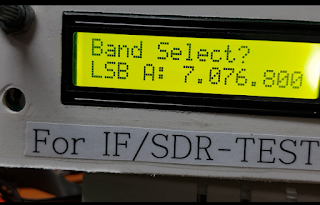 Band Select?
LSB A: 7.076.800
For IF/SDR-TEST